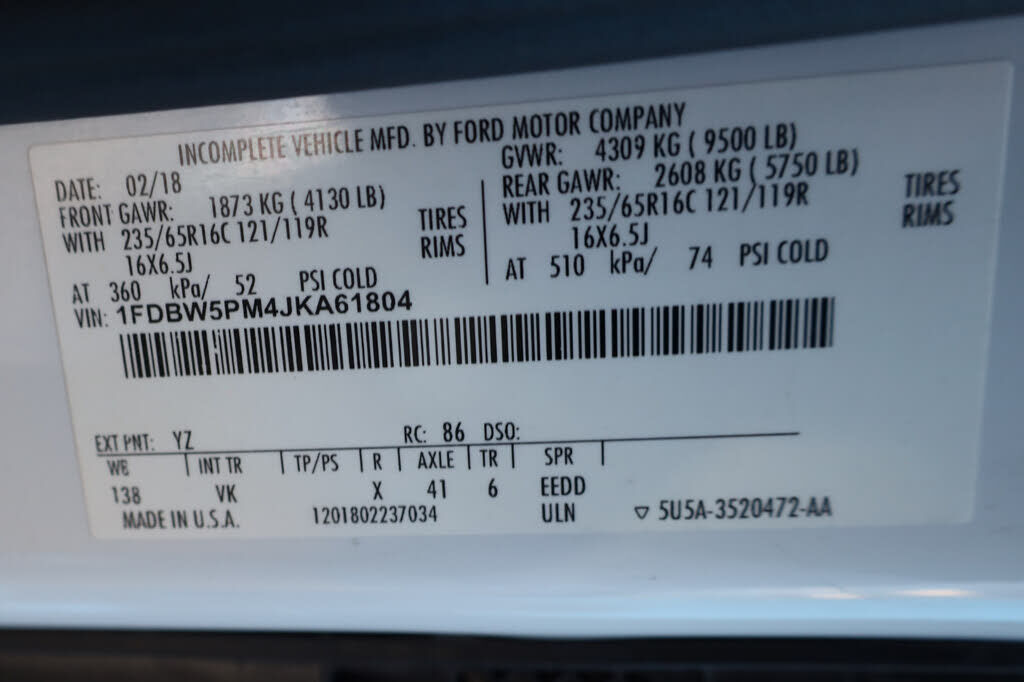 INCOMPLETE VEHICLE MFD. BY FORD MOTOR COMPANY
DATE: 02/18 GVWR: 4309 KG ( 9500 LB)
FRONT GAWR: 1873 KG ( 4130 LB) REAR GAWR: 2608 KG ( 5750 LB)
WITH 235/65R16C 121/119R TIRES WITH 235/65R16C 121/119R TIRES
16X6.5J RIMS 16X6.5J RIMS
AT 360 kPa/ 52 PSI COLD AT 510 kPa/ 74 PSI COLD
VIN: 1FDBW5PM4JKA61804
EXT PNT: YZ RC: 86 DSO:
WB INT TR TP/PS R AXLE TR SPR
138 VK X 41 6 EEDD
MADE IN U.S.A. 1201802237034 ULN ▽ 5U5A-3520472-AA